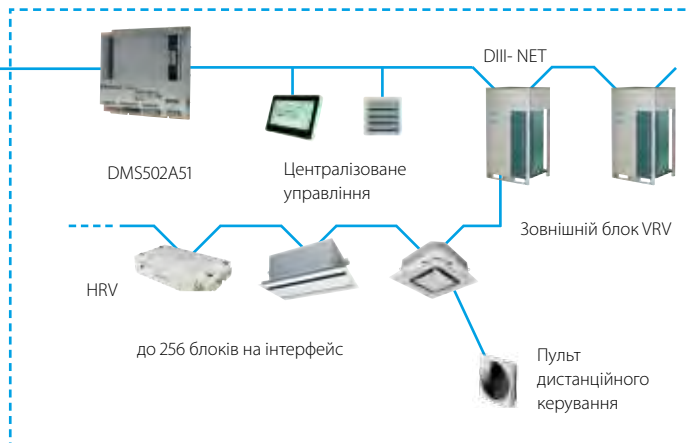 DIII- NET
DMS502A51
Централізоване
управління
Зовнішній блок VRV
HRV
до 256 блоків на інтерфейс
Пульт
дистанційного
керування